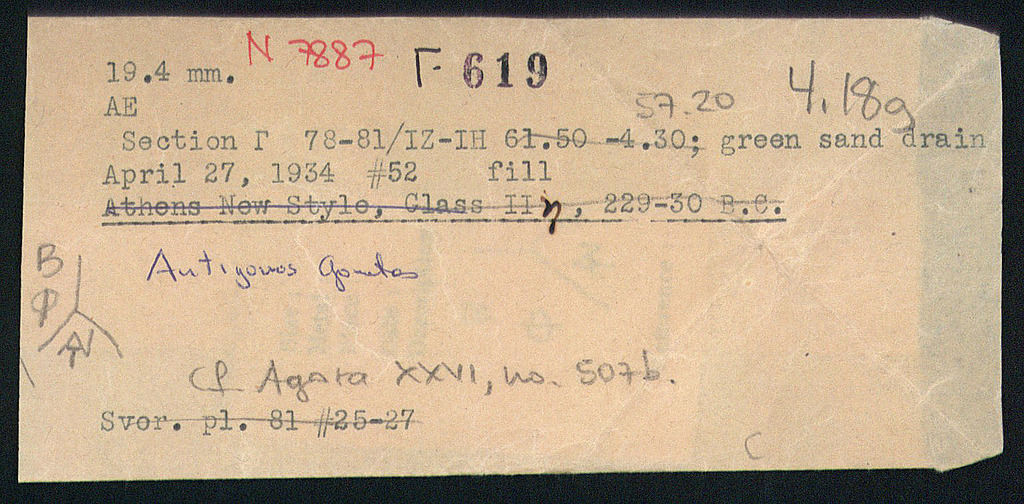 N 7887
Γ- 619
19.4 mm.
4.18g
AE
57.20
Section Γ 78-81/IZ-IH 61.50 -4.30; green sand drain
April 27, 1934 #52 fill
Athens New Style, Class II η, 229-30 B.C.
Antigonos Gonatas
B
Φ
cf Agora XXVI, no. 507b.
Svor. pl. 81 #25-27
C